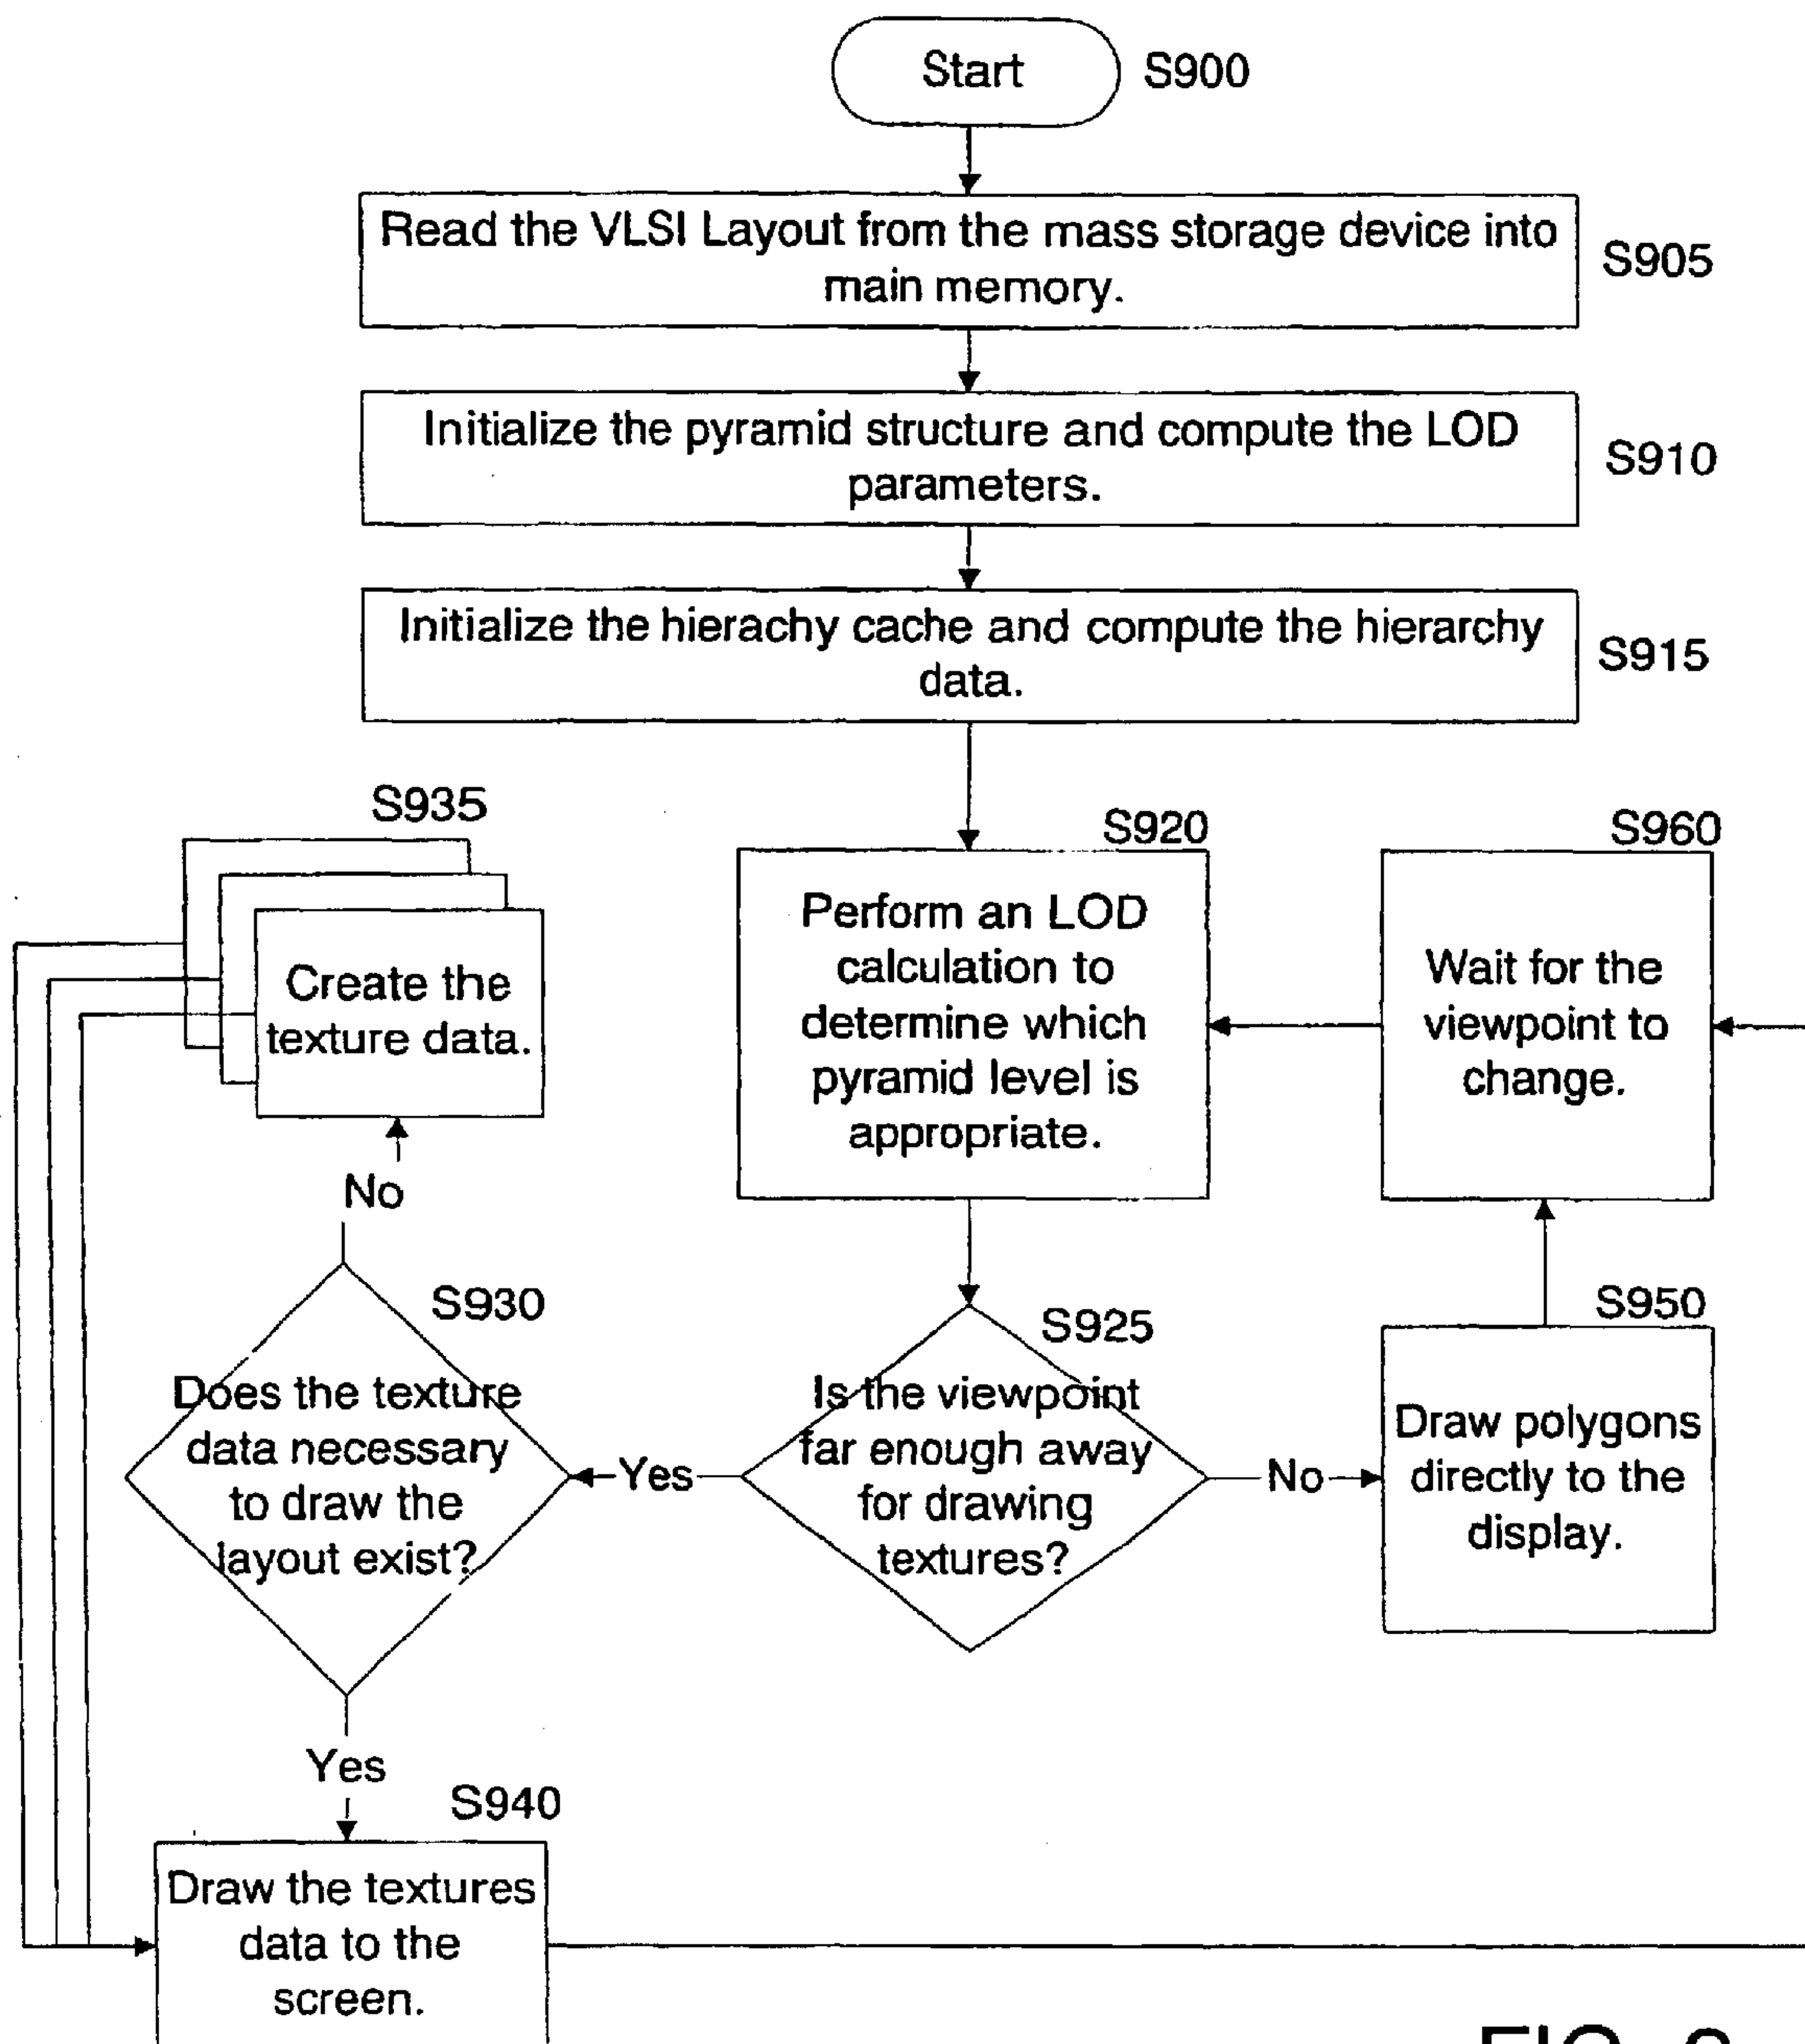 Start
S900
Read the VLSI Layout from the mass storage device into
main memory.
S905
Initialize the pyramid structure and compute the LOD
parameters.
S910
Initialize the hierachy cache and compute the hierarchy
data.
S915
S935
Create the
texture data.
No
S920
Perform an LOD
calculation to
determine which
pyramid level is
appropriate.
S960
Wait for the
viewpoint to
change.
S930
Does the texture
data necessary
to draw the
layout exist?
Yes
S925
Is the viewpoint
far enough away
for drawing
textures?
No
S950
Draw polygons
directly to the
display.
Yes
S940
Draw the textures
data to the
screen.
FIG.